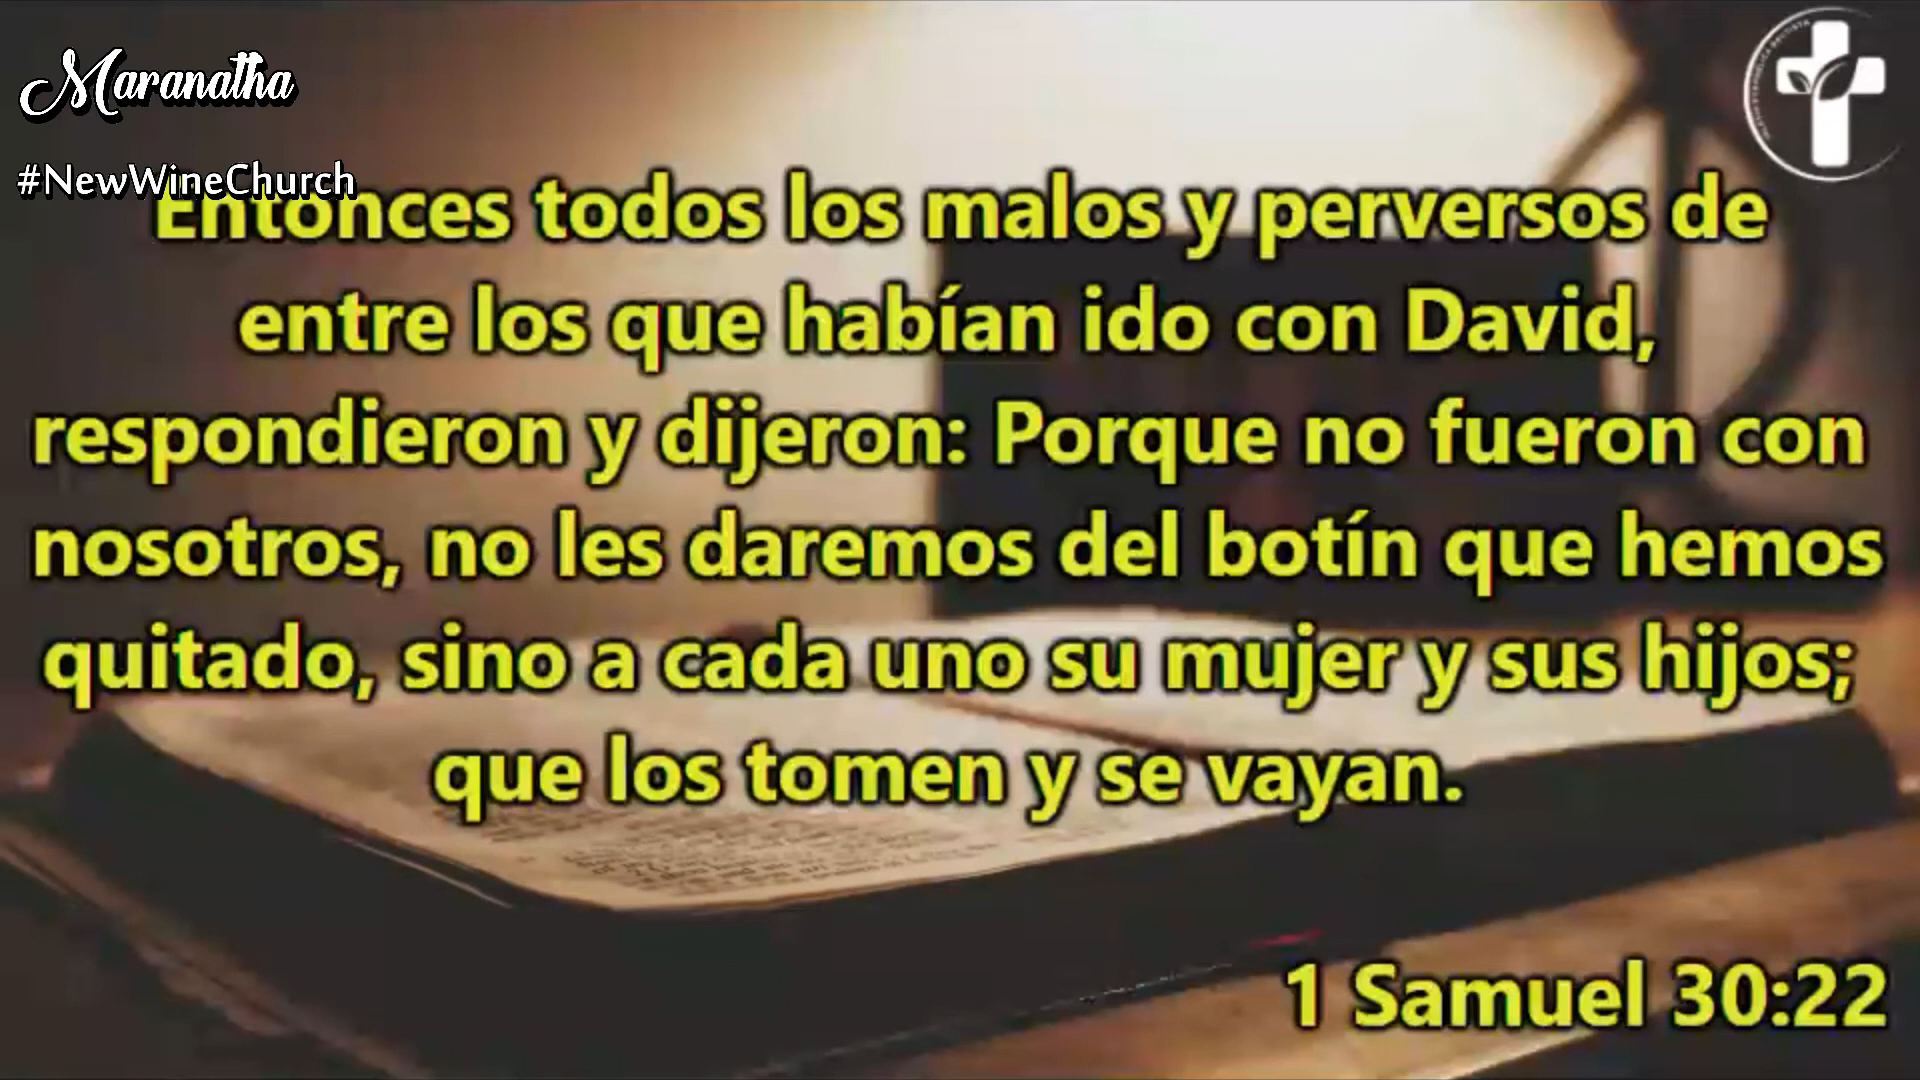 Maranatha
#NewWineChurch
Entonces todos los malos y perversos de
entre los que habían ido con David,
respondieron y dijeron: Porque no fueron con
nosotros, no les daremos del botín que hemos
quitado, sino a cada uno su mujer y sus hijos;
que los tomen y se vayan.
1 Samuel 30:22